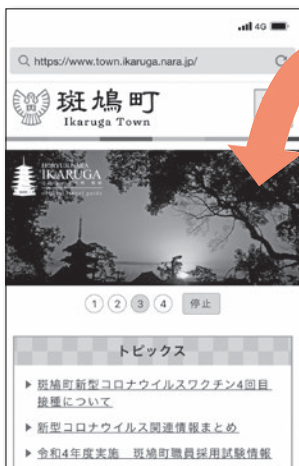 4G
https://www.town.ikaruga.nara.jp/
斑鳩町
Ikaruga Town
HORYUJI, NARA
IKARUGA
1 2 3 4 停止
トピックス
斑鳩町新型コロナウイルスワクチン4回目
接種について
新型コロナウイルス関連情報まとめ
令和4年度実施 斑鳩町職員採用試験情報